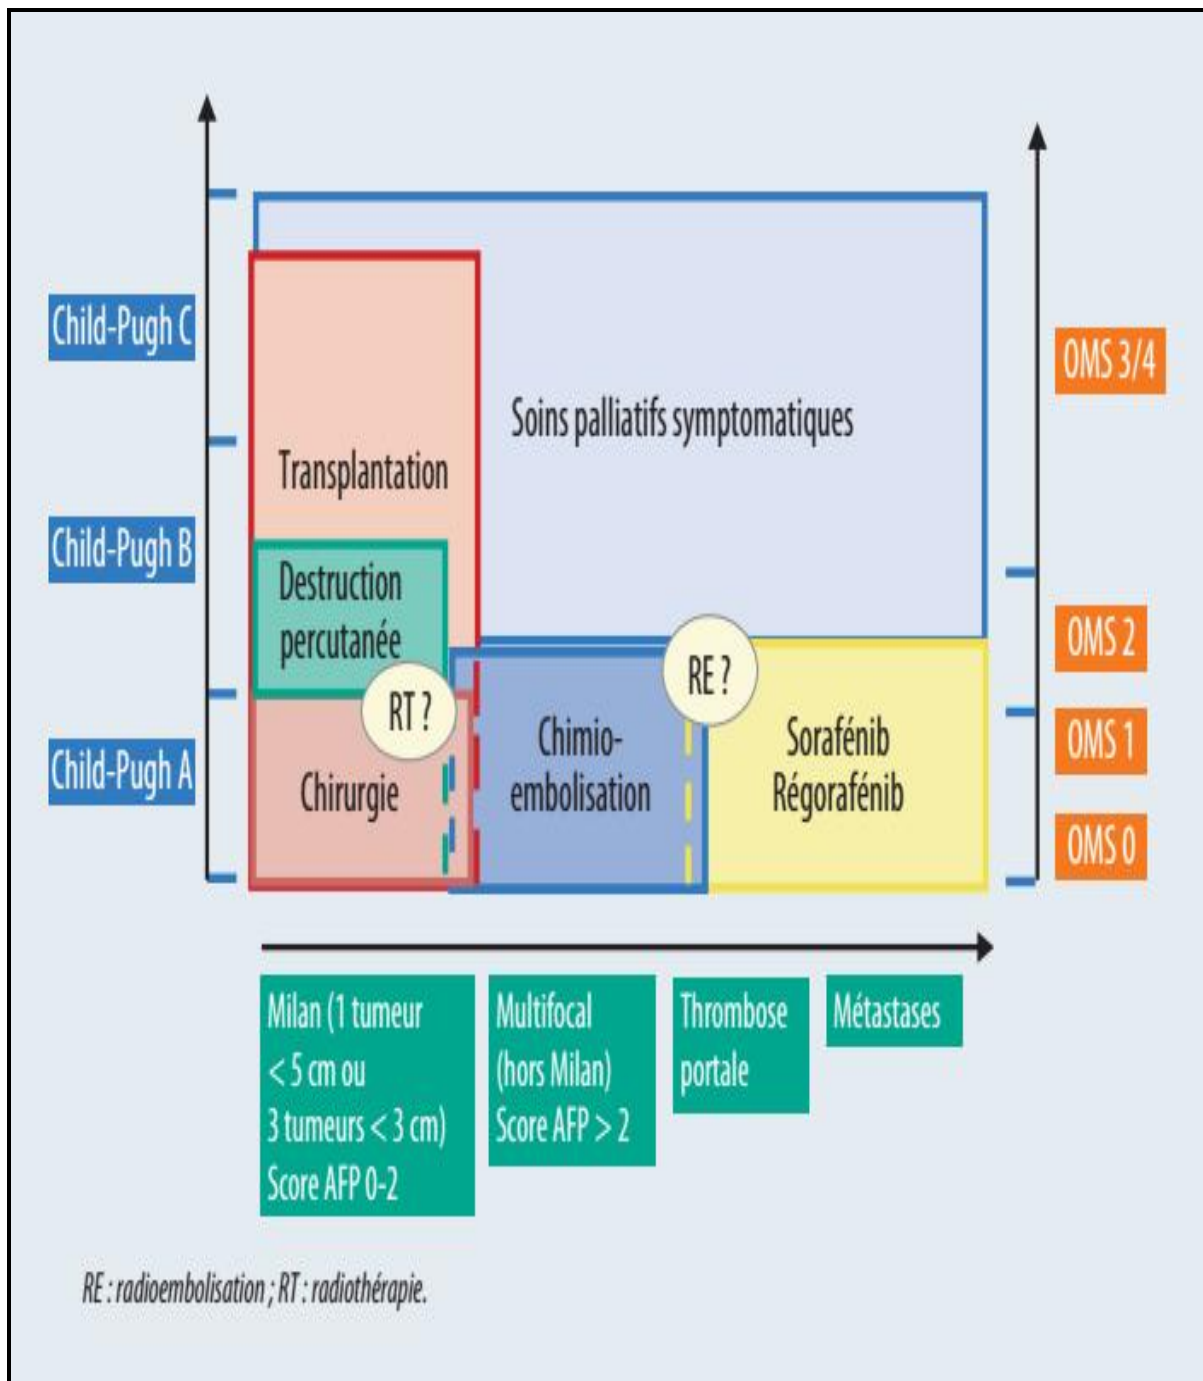 Child-Pugh C
Child-Pugh B
Child-Pugh A
Soins palliatifs symptomatiques
Transplantation
Destruction
percutanée
RT ?
Chirurgie
RE ?
Chimio-
embolisation
Sorafénib
Régorafénib
OMS 3/4
OMS 2
OMS 1
OMS 0
Milan (1 tumeur
< 5 cm ou
3 tumeurs < 3 cm)
Score AFP 0-2
Multifocal
(hors Milan)
Score AFP > 2
Thrombose
portale
Métastases
RE : radioembolisation ; RT : radiothérapie.